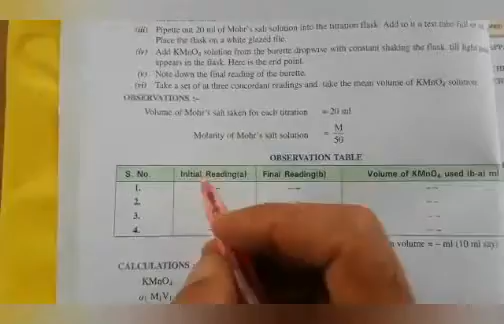 (iii) Pipette out 20 ml of Mohr's salt solution into the titration flask. Add to it a test tube full of
Place the flask on a white glazed tile.
(iv) Add KMnO₄ solution from the burette dropwise with constant shaking the flask, till light
appears in the flask. Here is the end point.
(v) Note down the final reading of the burette.
(vi) Take a set of at three concordant readings and take the mean volume of KMnO₄ solution
OBSERVATIONS :–
Volume of Mohr's salt taken for each titration = 20 ml
Molarity of Mohr's salt solution = M/50
OBSERVATION TABLE
S. No. Initial Reading(a) Final Reading(b) Volume of KMnO₄ used (b-a) ml
1. -- --
2. -- --
3. -- --
4. -- --
volume = – ml (10 ml say)
CALCULATIONS :
KMnO₄
or M₁V₁